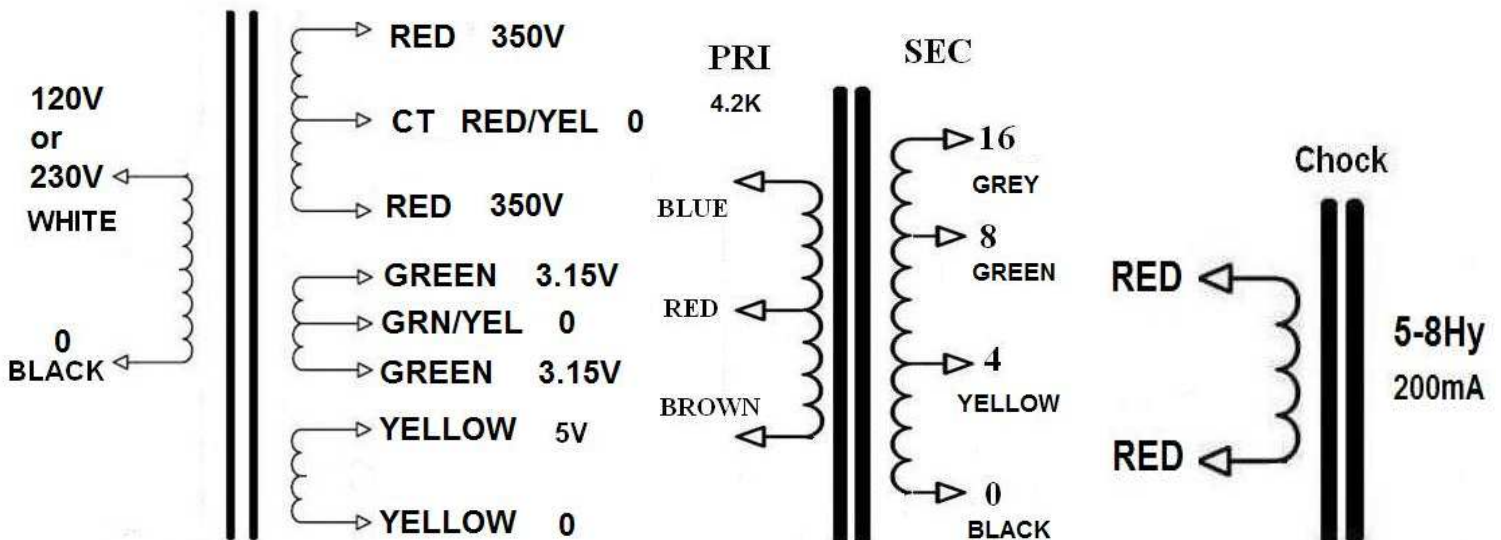 120V
or
230V
WHITE
0
BLACK
RED 350V
CT RED/YEL 0
RED 350V
GREEN 3.15V
GRN/YEL 0
GREEN 3.15V
YELLOW 5V
YELLOW 0
PRI
4.2K
BLUE
RED
BROWN
SEC
16
GREY
8
GREEN
4
YELLOW
0
BLACK
Chock
RED
RED
5-8Hy
200mA